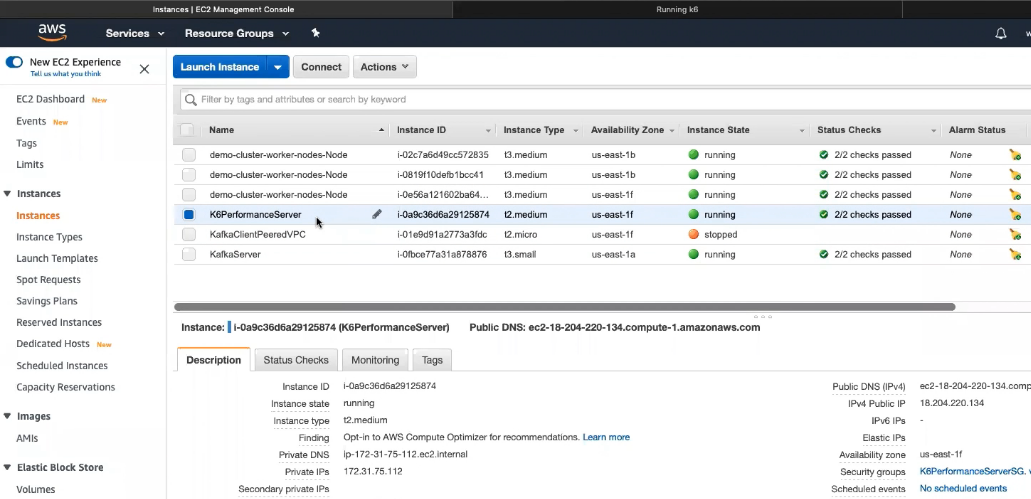 Instances | EC2 Management Console
Running k6
aws
Services
Resource Groups
New EC2 Experience
Tell us what you think
Launch Instance
Connect
Actions
EC2 Dashboard New
Events New
Tags
Limits
Instances
Instances
Instance Types
Launch Templates
Spot Requests
Savings Plans
Reserved Instances
Dedicated Hosts New
Scheduled Instances
Capacity Reservations
Images
AMIs
Elastic Block Store
Volumes
Filter by tags and attributes or search by keyword
Name Instance ID Instance Type Availability Zone Instance State Status Checks Alarm Status
demo-cluster-worker-nodes-Node i-02c7a6d49cc572835 t3.medium us-east-1b running 2/2 checks passed None
demo-cluster-worker-nodes-Node i-0819f10defb1bcc41 t3.medium us-east-1b running 2/2 checks passed None
demo-cluster-worker-nodes-Node i-0e56a121602ba64... t3.medium us-east-1f running 2/2 checks passed None
K6PerformanceServer i-0a9c36d6a29125874 t2.medium us-east-1f running 2/2 checks passed None
KafkaClientPeeredVPC i-01e9d91a2773a3fdc t2.micro us-east-1f stopped None
KafkaServer i-0fbce77a31a878876 t3.small us-east-1a running 2/2 checks passed None
Instance: i-0a9c36d6a29125874 (K6PerformanceServer) Public DNS: ec2-18-204-220-134.compute-1.amazonaws.com
Description Status Checks Monitoring Tags
Instance ID i-0a9c36d6a29125874 Public DNS (IPv4) ec2-18-204-220-134.comp
Instance state running IPv4 Public IP 18.204.220.134
Instance type t2.medium IPv6 IPs -
Finding Opt-in to AWS Compute Optimizer for recommendations. Learn more Elastic IPs
Private DNS ip-172-31-75-112.ec2.internal Availability zone us-east-1f
Private IPs 172.31.75.112 Security groups K6PerformanceServerSG.
Secondary private IPs Scheduled events No scheduled events